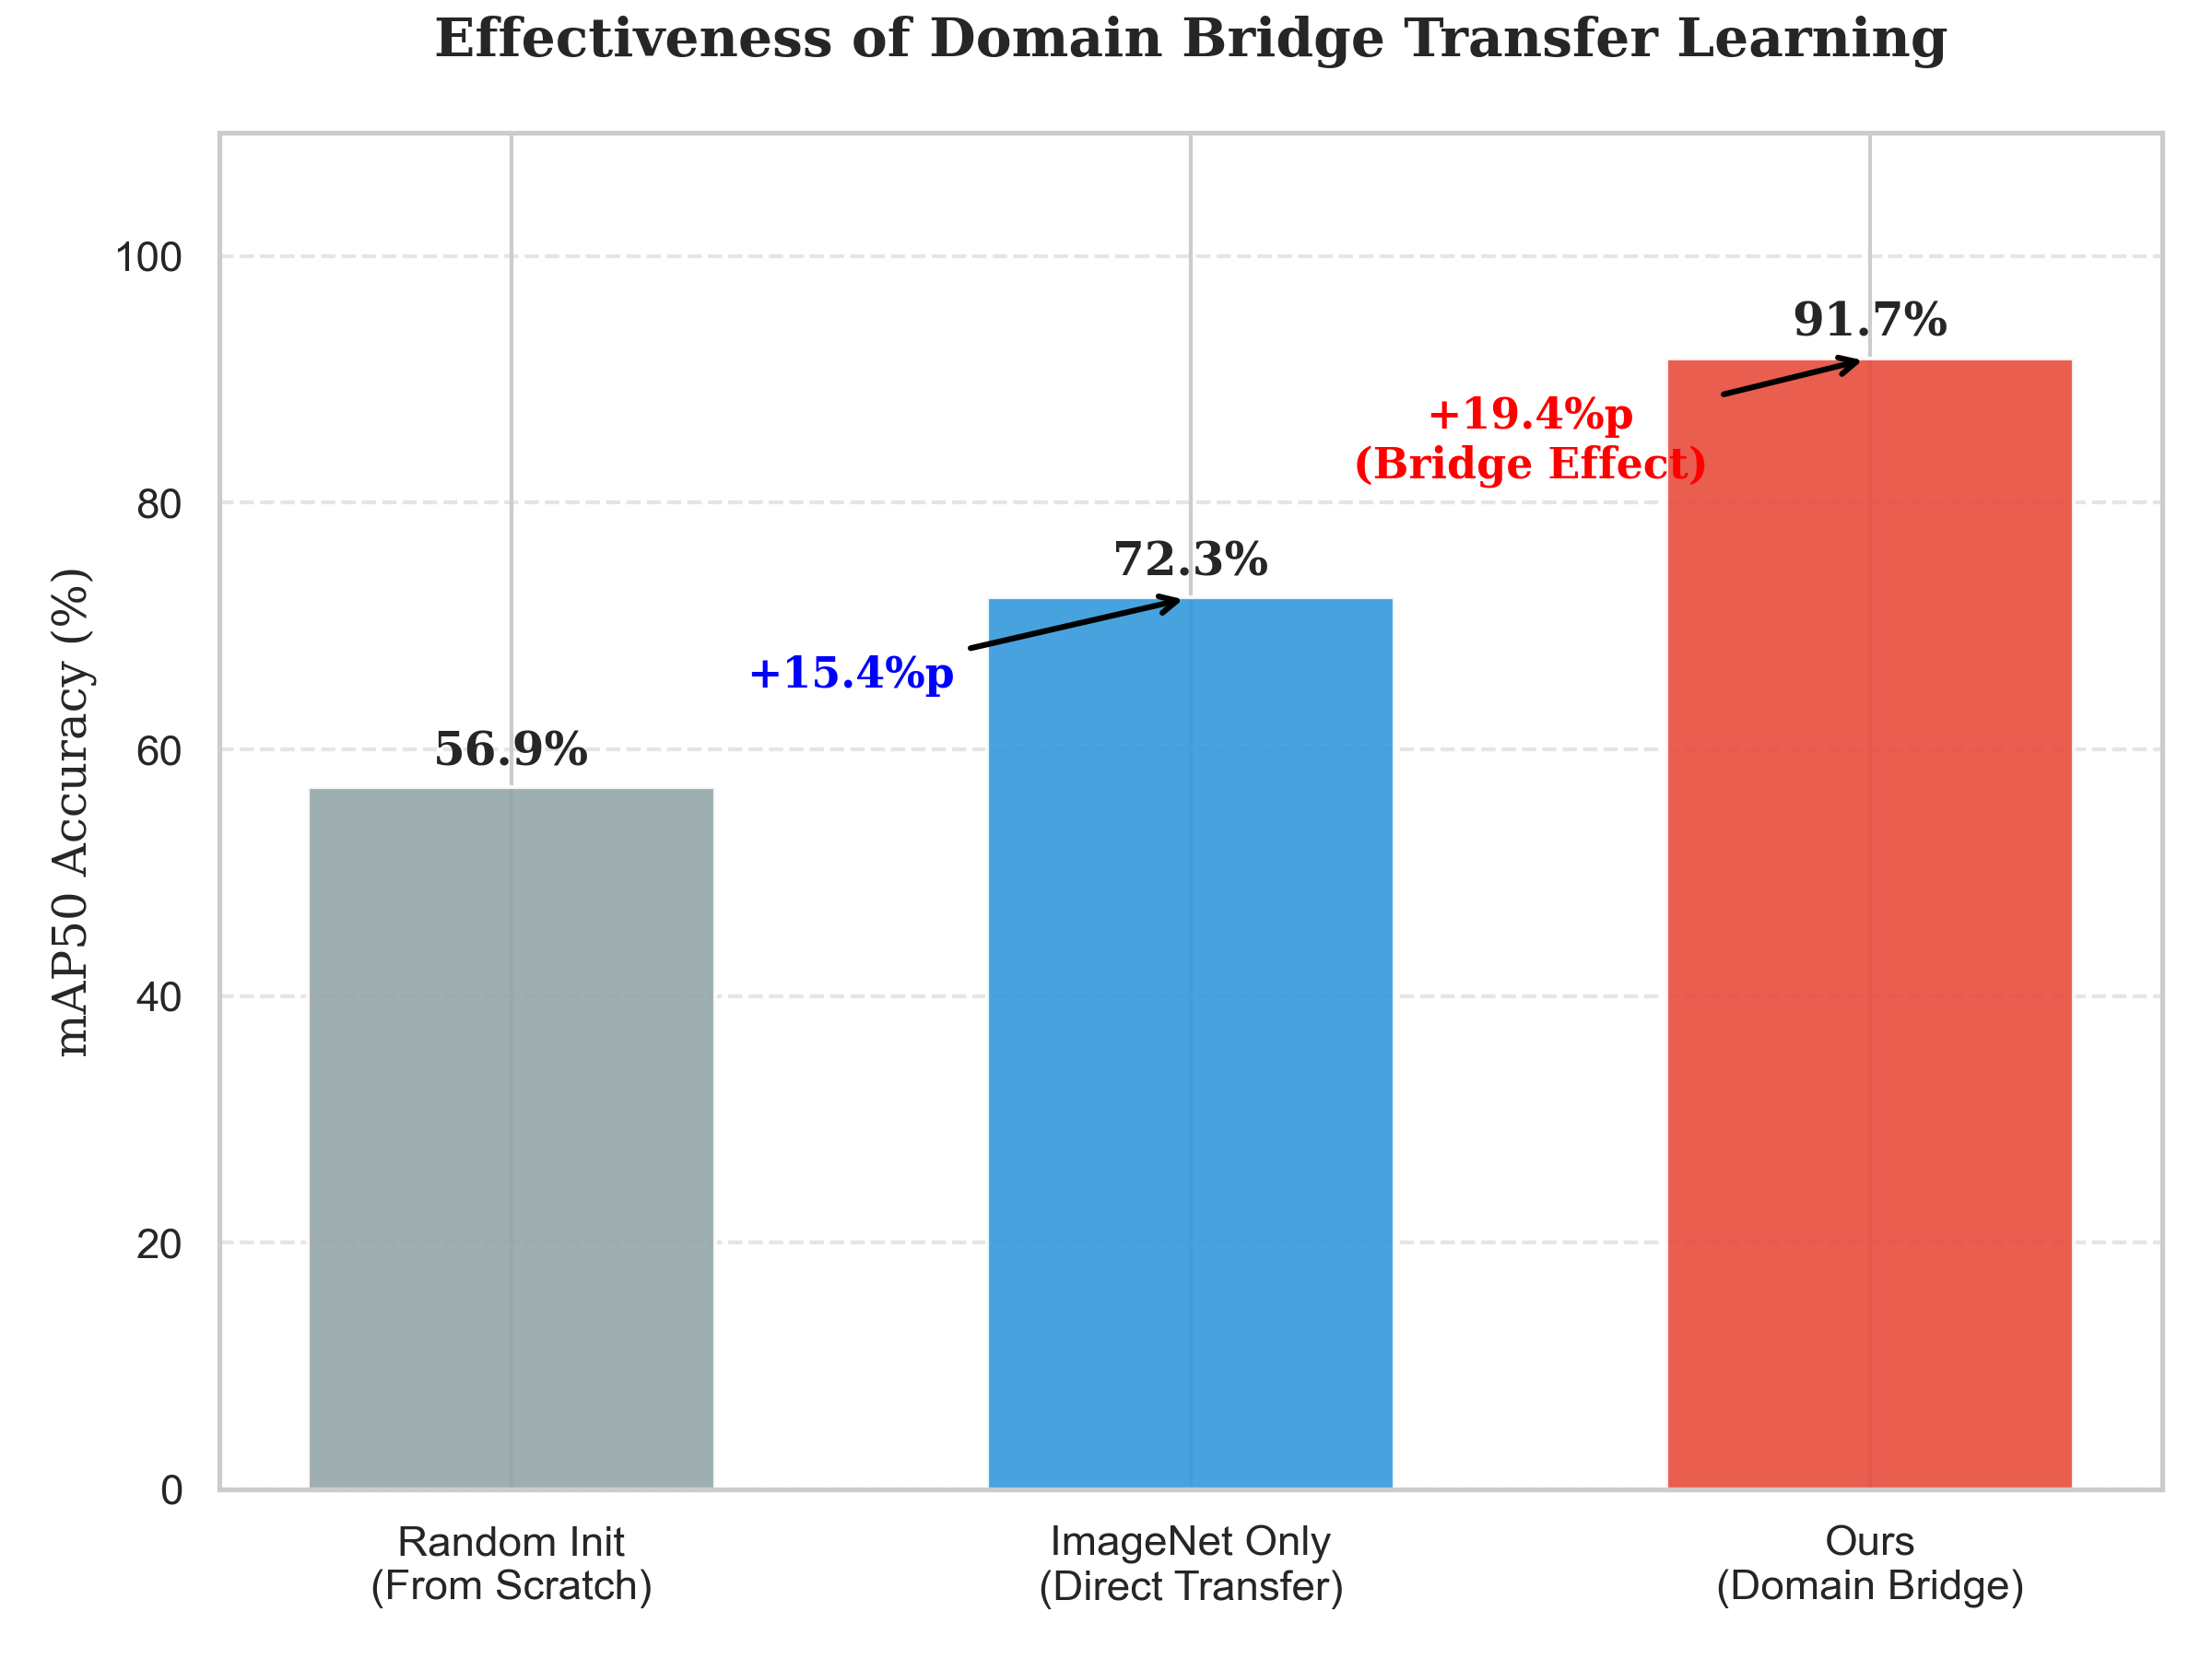 Effectiveness of Domain Bridge Transfer Learning
mAP50 Accuracy (%)
100
80
60
40
20
0
56.9%
+15.4%p
72.3%
+19.4%p
(Bridge Effect)
91.7%
Random Init
(From Scratch)
ImageNet Only
(Direct Transfer)
Ours
(Domain Bridge)